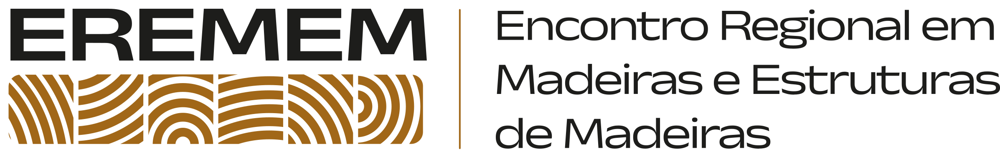 EREMEM
Encontro Regional em
Madeiras e Estruturas
de Madeiras